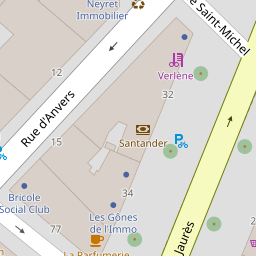 Neyret
Immobilier
e Saint-Michel
Verlène
12
32
Rue d'Anvers
15
Santander
34
Bricole
Social Club
Les Gônes
de l'Immo
Jaurès
77
La Parfumerie